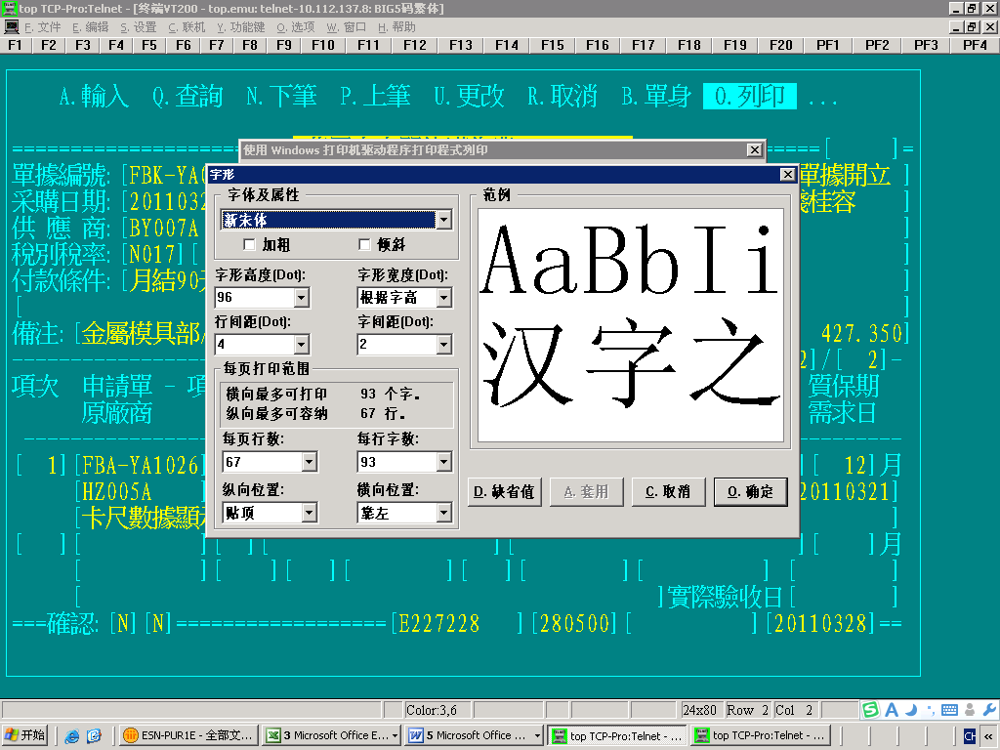 top TCP-Pro:Telnet - [终端VT200 - top.emu: telnet-10.112.137.8: BIG5码繁体]
F. 文件 E. 编辑 S. 设置 C. 联机 Y. 功能键 O. 选项 W. 窗口 H. 帮助
F1 F2 F3 F4 F5 F6 F7 F8 F9 F10 F11 F12 F13 F14 F15 F16 F17 F18 F19 F20 PF1 PF2 PF3 PF4
A.輸入 Q.查詢 N.下筆 P.上筆 U.更改 R.取消 B.單身 O.列印 ...
使用 Windows 打印机驱动程序打印程式列印
單據編號: [FBK-YA 單據開立 ]
采購日期: [2011032 桂容 ]
供 應 商: [BY007A ]
稅別稅率: [N017] [ ]
付款條件: [月結90 ]
[ ]
備注: [金屬模具部 427.350]
2]/[ 2]-
項次 申請單 - 項 質保期
原廠商 需求日
[ 1] [FBA-YA1026 ] [ 12]月
[HZ005A 20110321]
[卡尺數據顯 ]
[ ] [ ] [ ] [ ] [ ] [ ]月
[ ] [ ] [ ] [ ] [ ] [ ] [ ]
[ ]實際驗收日[ ]
===確認: [N] [N]==================[E227228 ] [280500] [ ] [20110328]==
字形
字体及属性
新宋体
加粗 倾斜
字形高度(Dot): 字形宽度(Dot):
96 根据字高
行间距(Dot): 字间距(Dot):
4 2
每页打印范围
横向最多可打印 93 个字。
纵向最多可容纳 67 行。
每页行数: 每行字数:
67 93
纵向位置: 横向位置:
贴顶 靠左
范例
AaBbIi
汉字之
D. 缺省值 A. 套用 C. 取消 O. 确定
Color:3,6 24x80 Row 2 Col 2
开始 ESN-PUR1E - 全部文... 3 Microsoft Office E... 5 Microsoft Office ... top TCP-Pro:Telnet - ... top TCP-Pro:Telnet - ... CH «